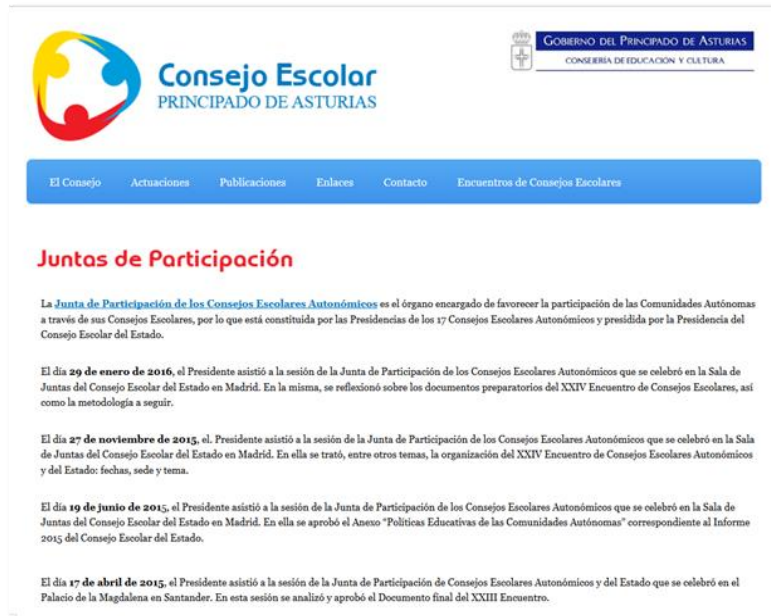 GOBIERNO DEL PRINCIPADO DE ASTURIAS
CONSEJERIA DE EDUCACION Y CULTURA
Consejo Escolar
PRINCIPADO DE ASTURIAS
El Consejo Actuaciones Publicaciones Enlaces Contacto Encuentros de Consejos Escolares
Juntas de Participación
La Junta de Participación de los Consejos Escolares Autonómicos es el órgano encargado de favorecer la participación de las Comunidades Autónomas
a través de sus Consejos Escolares, por lo que está constituida por las Presidencias de los 17 Consejos Escolares Autonómicos y presidida por la Presidencia del
Consejo Escolar del Estado.
El día 29 de enero de 2016, el Presidente asistió a la sesión de la Junta de Participación de los Consejos Escolares Autonómicos que se celebró en la Sala de
Juntas del Consejo Escolar del Estado en Madrid. En la misma, se reflexionó sobre los documentos preparatorios del XXIV Encuentro de Consejos Escolares, así
como la metodología a seguir.
El día 27 de noviembre de 2015, el. Presidente asistió a la sesión de la Junta de Participación de los Consejos Escolares Autonómicos que se celebró en la Sala
de Juntas del Consejo Escolar del Estado en Madrid. En ella se trató, entre otros temas, la organización del XXIV Encuentro de Consejos Escolares Autonómicos
y del Estado: fechas, sede y tema.
El día 19 de junio de 2015, el Presidente asistió a la sesión de la Junta de Participación de los Consejos Escolares Autonómicos que se celebró en la Sala de
Juntas del Consejo Escolar del Estado en Madrid. En ella se aprobó el Anexo "Políticas Educativas de las Comunidades Autónomas" correspondiente al Informe
2015 del Consejo Escolar del Estado.
El día 17 de abril de 2015, el Presidente asistió a la sesión de la Junta de Participación de Consejos Escolares Autonómicos y del Estado que se celebró en el
Palacio de la Magdalena en Santander. En esta sesión se analizó y aprobó el Documento final del XXIII Encuentro.